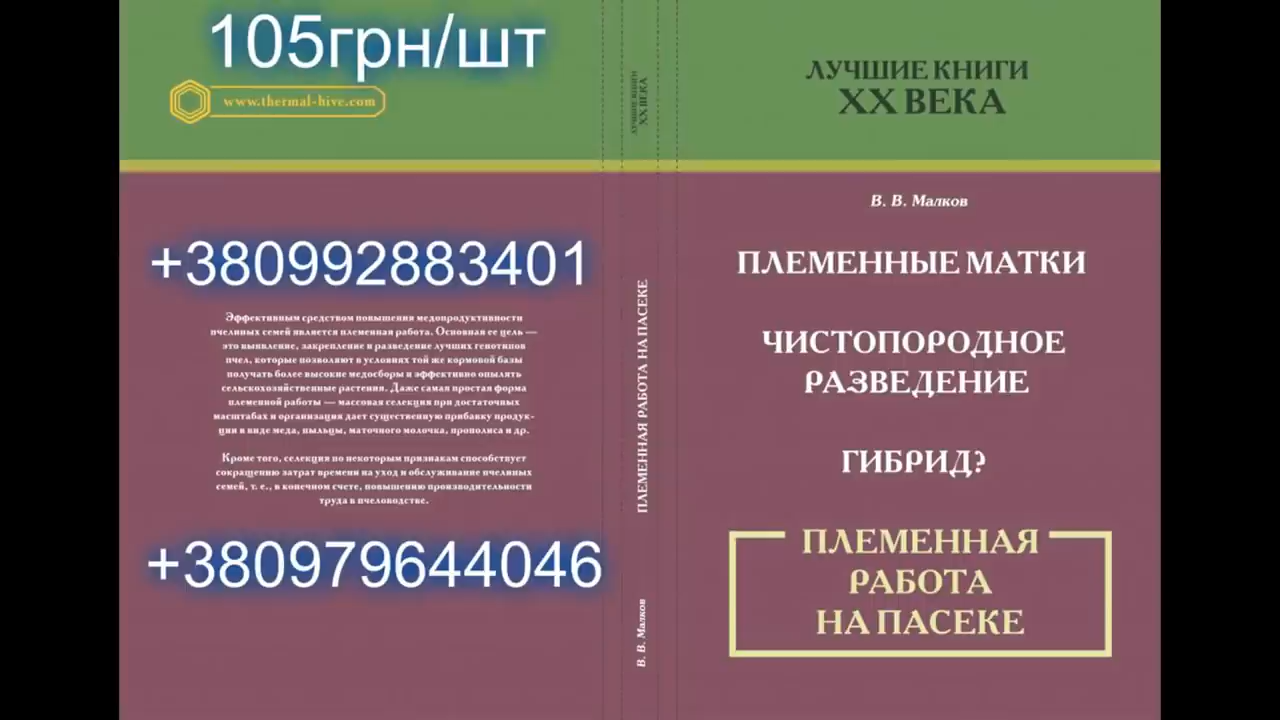 105грн/шт
www.thermal-hive.com
+380992883401
Эффективным средством повышения медопродуктивности
пчелиных семей является племенная работа. Основная ее цель —
это выявление, закрепление и разведение лучших генотипов
пчел, которые позволяют в условиях той же кормовой базы
получать более высокие медосборы и эффективно опылять
сельскохозяйственные растения. Даже самая простая форма
племенной работы — массовая селекция при достаточных
масштабах и организация дает существенную прибавку продук-
ции в виде меда, пыльцы, маточного молочка, прополиса и др.
Кроме того, селекция по некоторым признакам способствует
сокращению затрат времени на уход и обслуживание пчелиных
семей, т. е., в конечном счете, повышению производительности
труда в пчеловодстве.
+380979644046
ЛУЧШИЕ КНИГИ
XX ВЕКА
ПЛЕМЕННАЯ РАБОТА НА ПАСЕКЕ
В. В. Малков
ЛУЧШИЕ КНИГИ
XX ВЕКА
В. В. Малков
ПЛЕМЕННЫЕ МАТКИ
ЧИСТОПОРОДНОЕ
РАЗВЕДЕНИЕ
ГИБРИД?
ПЛЕМЕННАЯ
РАБОТА
НА ПАСЕКЕ